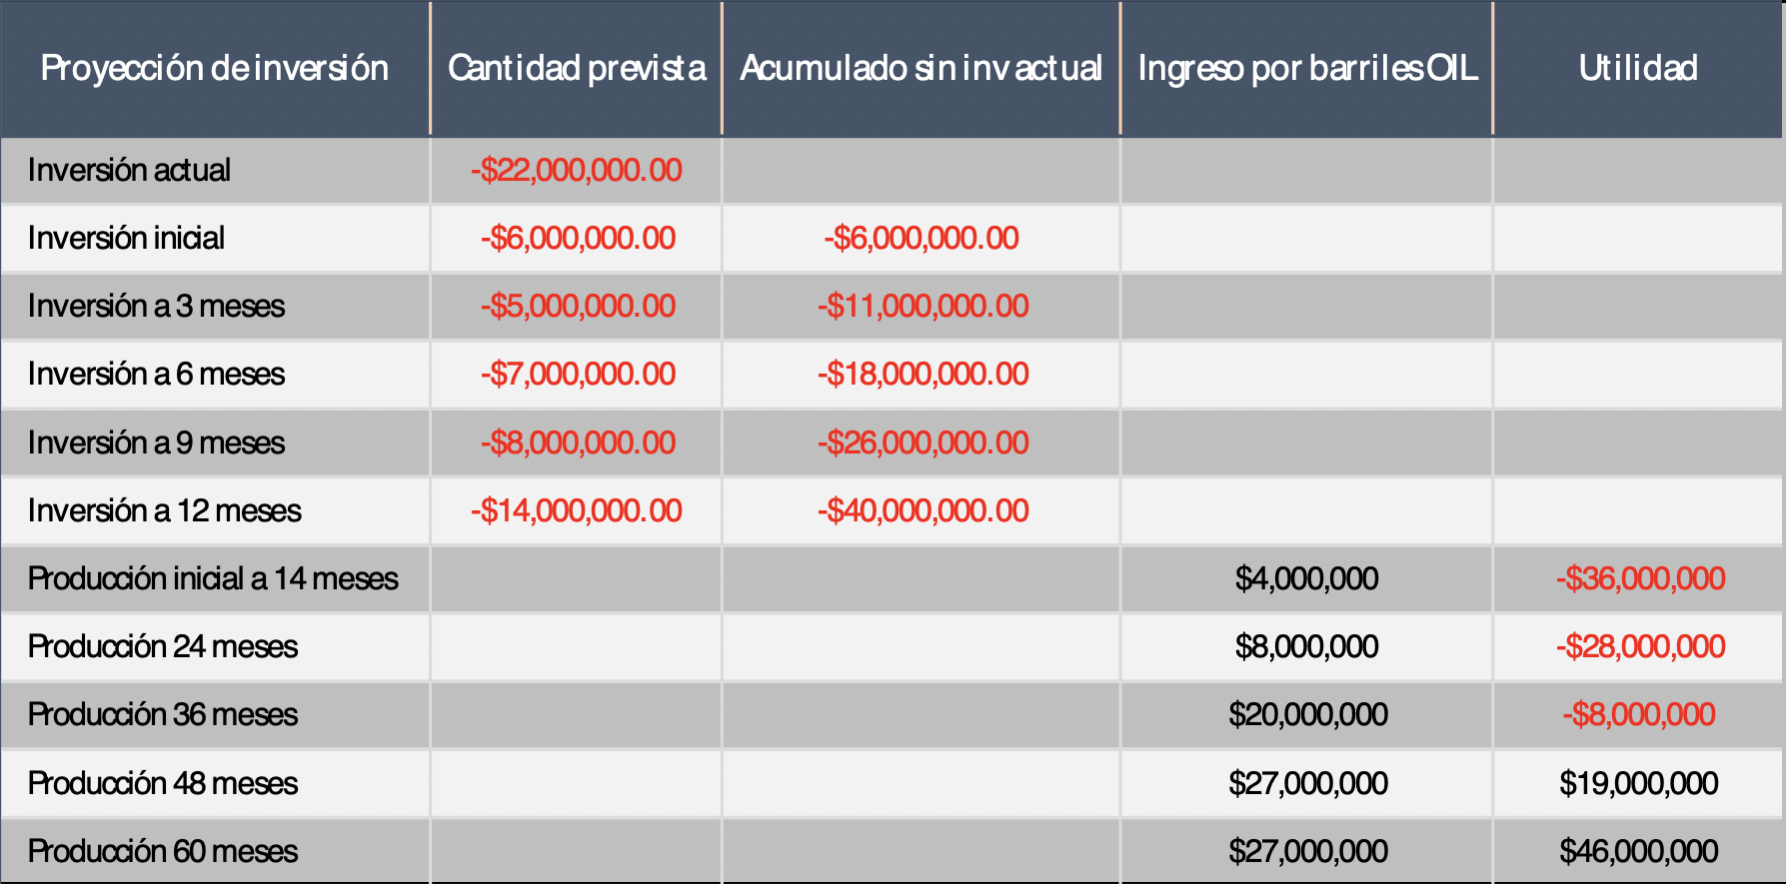 Proyección de inversión Cantidad prevista Acumulado sin inv actual Ingreso por barriles OIL Utilidad
Inversión actual -$22,000,000.00
Inversión inicial -$6,000,000.00 -$6,000,000.00
Inversión a 3 meses -$5,000,000.00 -$11,000,000.00
Inversión a 6 meses -$7,000,000.00 -$18,000,000.00
Inversión a 9 meses -$8,000,000.00 -$26,000,000.00
Inversión a 12 meses -$14,000,000.00 -$40,000,000.00
Producción inicial a 14 meses $4,000,000 -$36,000,000
Producción 24 meses $8,000,000 -$28,000,000
Producción 36 meses $20,000,000 -$8,000,000
Producción 48 meses $27,000,000 $19,000,000
Producción 60 meses $27,000,000 $46,000,000